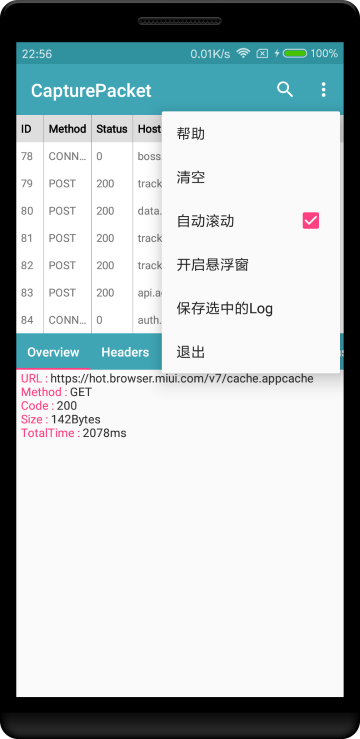 22:56 0.01K/s 100%
CapturePacket
ID Method Status Host
78 CONN... 0 boss
79 POST 200 track
80 POST 200 data.
81 POST 200 track
82 POST 200 track
83 POST 200 api.a
84 CONN... 0 auth.
帮助
清空
自动滚动
开启悬浮窗
保存选中的Log
退出
Overview Headers
URL : https://hot.browser.miui.com/v7/cache.appcache
Method : GET
Code : 200
Size : 142Bytes
TotalTime : 2078ms